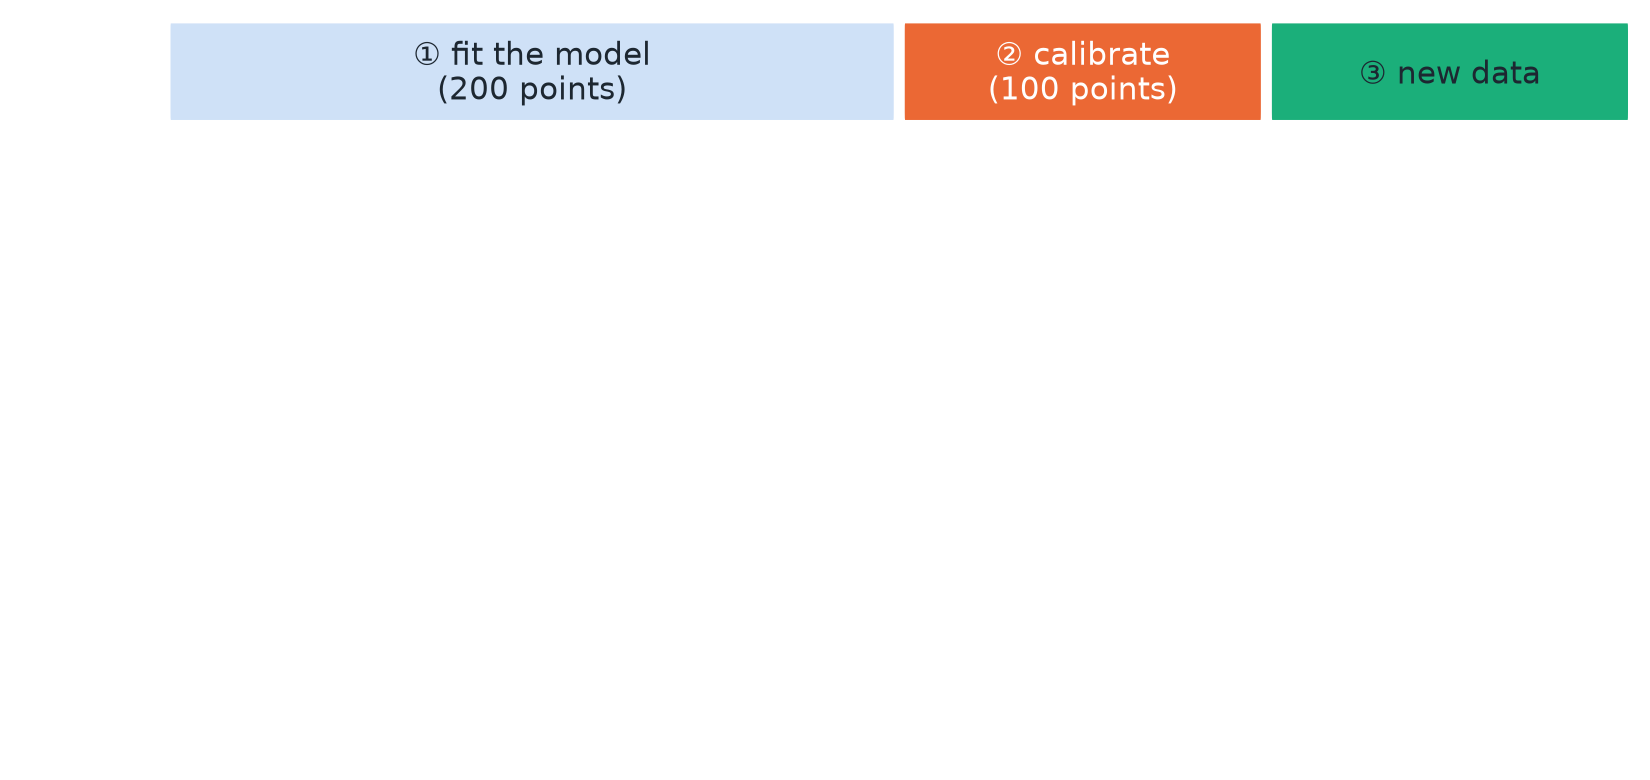 ① fit the model
(200 points)
② calibrate
(100 points)
③ new data